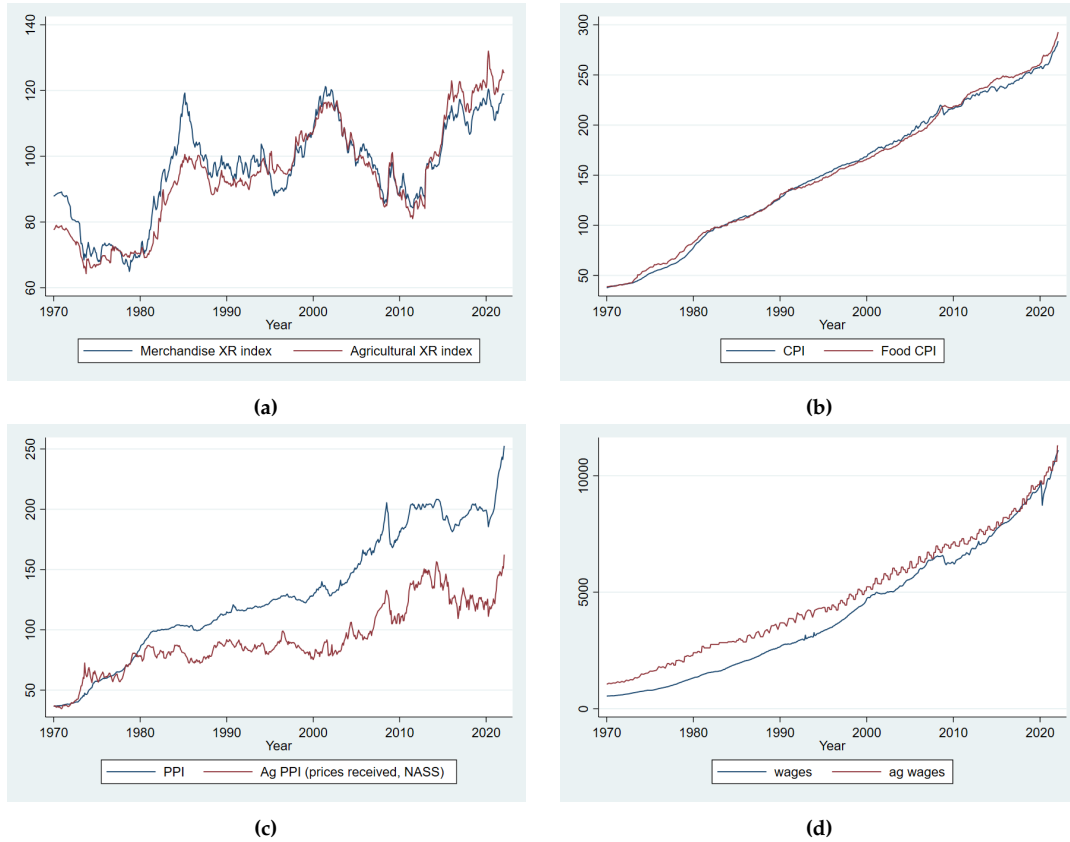 140
120
100
80
60
1970 1980 1990 2000 2010 2020
Year
Merchandise XR index Agricultural XR index
(a)
300
250
200
150
100
50
1970 1980 1990 2000 2010 2020
Year
CPI Food CPI
(b)
250
200
150
100
50
1970 1980 1990 2000 2010 2020
Year
PPI Ag PPI (prices received, NASS)
(c)
10000
5000
0
1970 1980 1990 2000 2010 2020
Year
wages ag wages
(d)